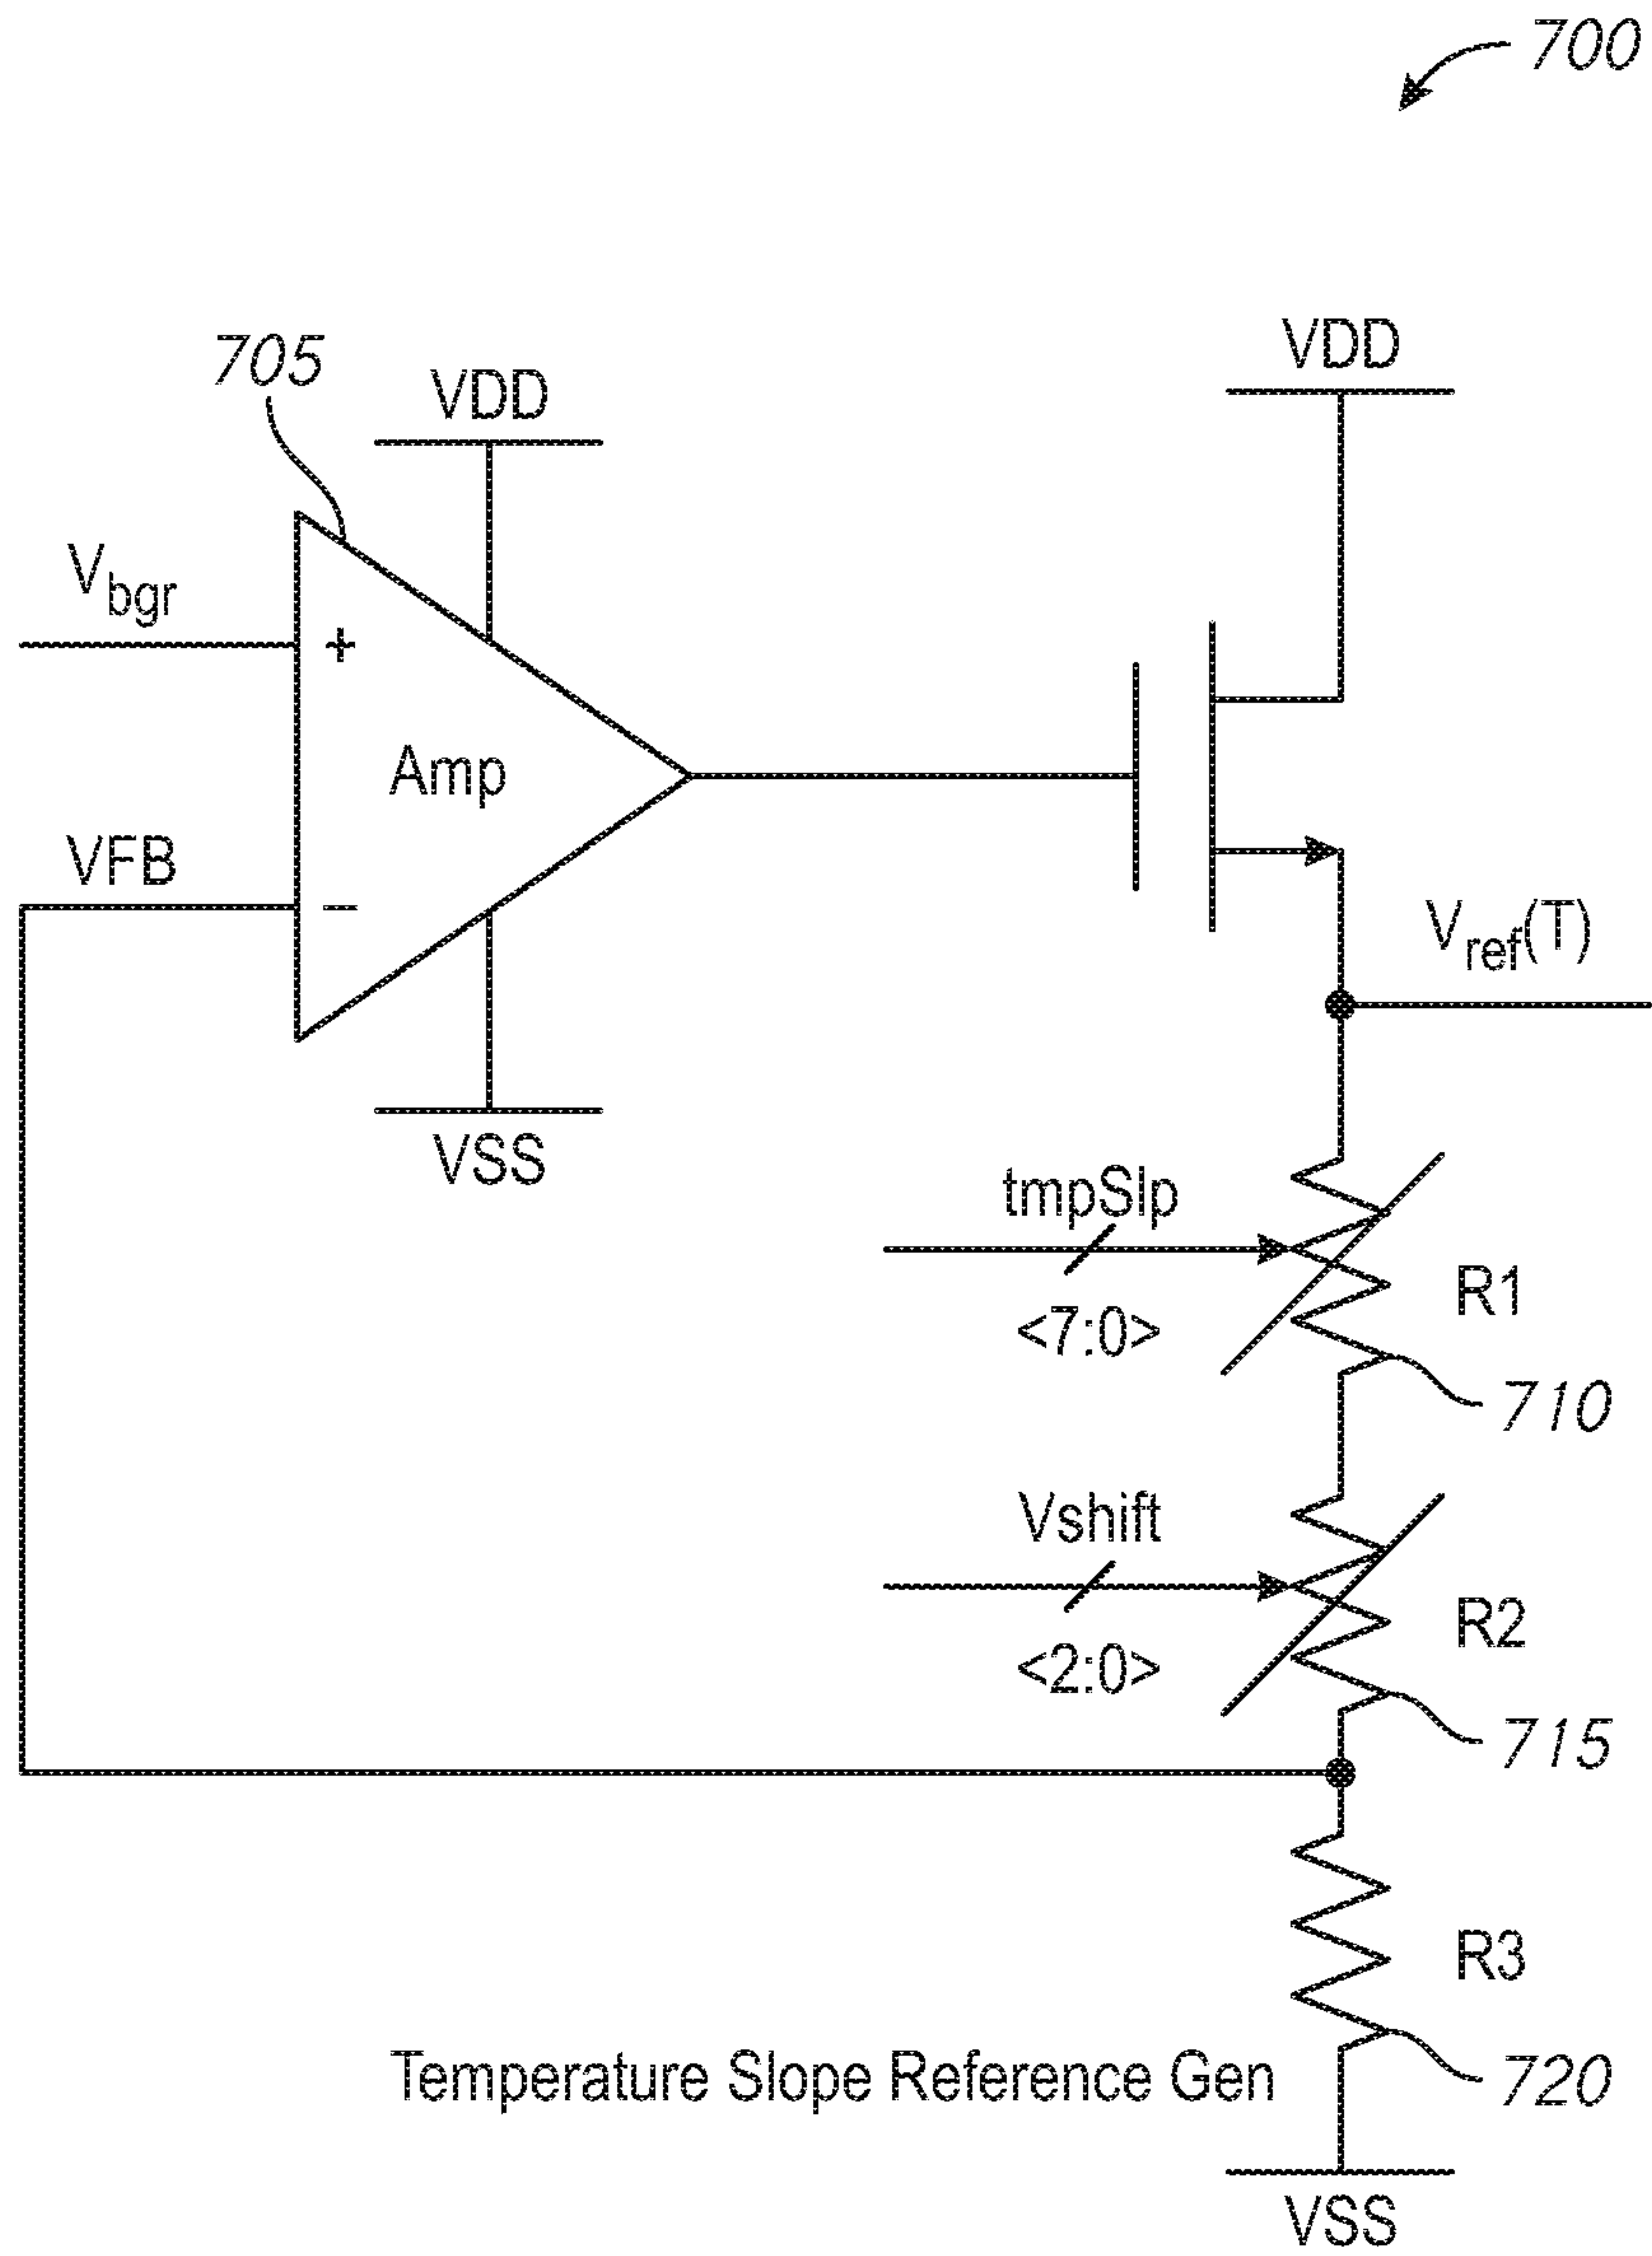 700
705
VDD
VDD
Vbgr
+
Amp
VFB
−
Vref(T)
VSS
tmpSlp
<7:0>
R1
710
Vshift
<2:0>
R2
715
R3
Temperature Slope Reference Gen
720
VSS